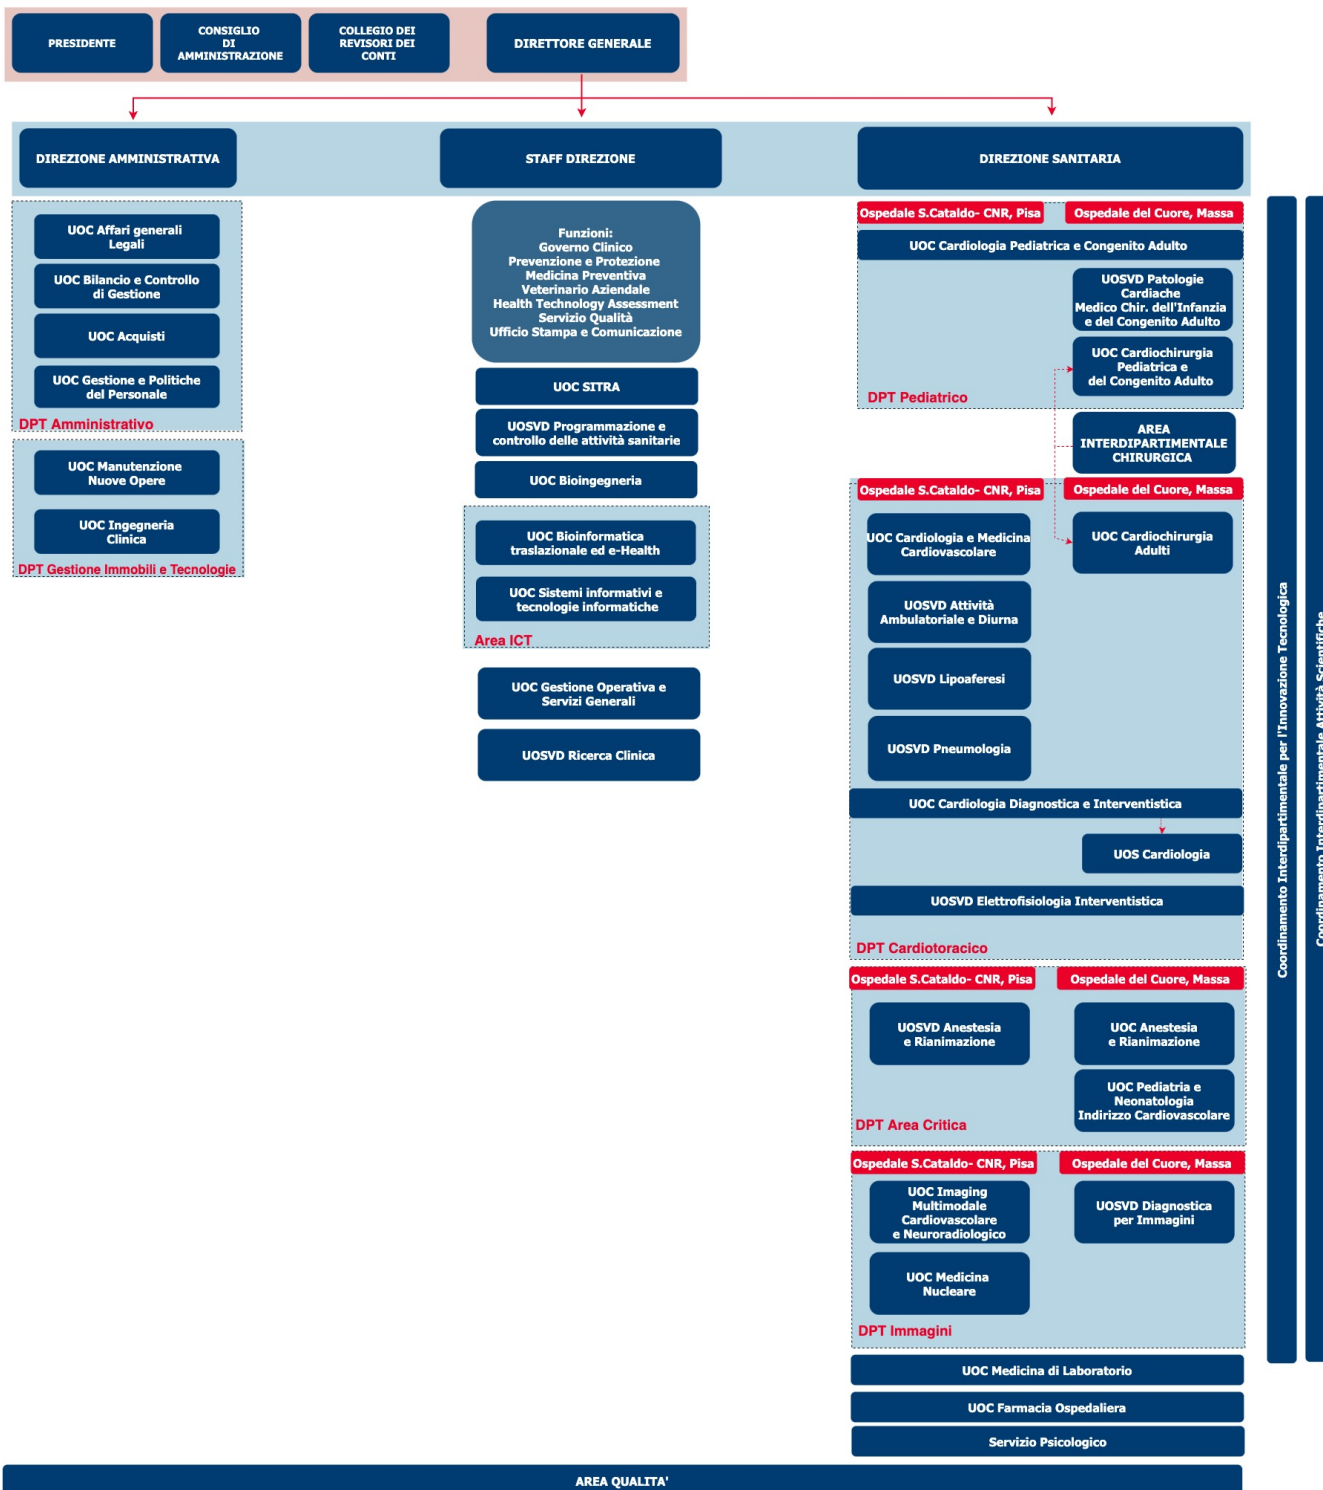 PRESIDENTE
CONSIGLIO
DI
AMMINISTRAZIONE
COLLEGIO DEI
REVISORI DEI
CONTI
DIRETTORE GENERALE
DIREZIONE AMMINISTRATIVA
STAFF DIREZIONE
DIREZIONE SANITARIA
UOC Affari generali
Legali
UOC Bilancio e Controllo
di Gestione
UOC Acquisti
UOC Gestione e Politiche
del Personale
DPT Amministrativo
UOC Manutenzione
Nuove Opere
UOC Ingegneria
Clinica
DPT Gestione Immobili e Tecnologie
Funzioni:
Governo Clinico
Prevenzione e Protezione
Medicina Preventiva
Veterinario Aziendale
Health Technology Assessment
Servizio Qualità
Ufficio Stampa e Comunicazione
UOC SITRA
UOSVD Programmazione e
controllo delle attività sanitarie
UOC Bioingegneria
UOC Bioinformatica
traslazionale ed e-Health
UOC Sistemi informativi e
tecnologie informatiche
Area ICT
UOC Gestione Operativa e
Servizi Generali
UOSVD Ricerca Clinica
Ospedale S.Cataldo- CNR, Pisa
Ospedale del Cuore, Massa
UOC Cardiologia Pediatrica e Congenito Adulto
UOSVD Patologie
Cardiache
Medico Chir. dell'Infanzia
e del Congenito Adulto
UOC Cardiochirurgia
Pediatrica e
del Congenito Adulto
DPT Pediatrico
AREA
INTERDIPARTIMENTALE
CHIRURGICA
Ospedale S.Cataldo- CNR, Pisa
Ospedale del Cuore, Massa
UOC Cardiologia e Medicina
Cardiovascolare
UOC Cardiochirurgia
Adulti
UOSVD Attività
Ambulatoriale e Diurna
UOSVD Lipoaferesi
UOSVD Pneumologia
UOC Cardiologia Diagnostica e Interventistica
UOS Cardiologia
UOSVD Elettrofisiologia Interventistica
DPT Cardiotoracico
Ospedale S.Cataldo- CNR, Pisa
Ospedale del Cuore, Massa
UOSVD Anestesia
e Rianimazione
UOC Anestesia
e Rianimazione
UOC Pediatria e
Neonatologia
Indirizzo Cardiovascolare
DPT Area Critica
Ospedale S.Cataldo- CNR, Pisa
Ospedale del Cuore, Massa
UOC Imaging
Multimodale
Cardiovascolare
e Neuroradiologico
UOSVD Diagnostica
per Immagini
UOC Medicina
Nucleare
DPT Immagini
UOC Medicina di Laboratorio
UOC Farmacia Ospedaliera
Servizio Psicologico
Coordinamento Interdipartimentale per l'Innovazione Tecnologica
Coordinamento Interdipartimentale Attività Scientifiche
AREA QUALITA'